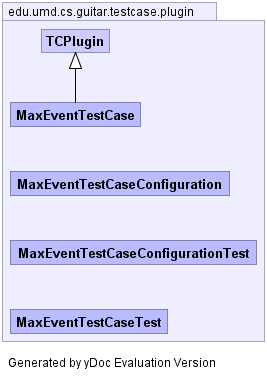 edu.umd.cs.guitar.testcase.plugin
TCPlugin
MaxEventTestCase
MaxEventTestCaseConfiguration
MaxEventTestCaseConfigurationTest
MaxEventTestCaseTest
Generated by yDoc Evaluation Version